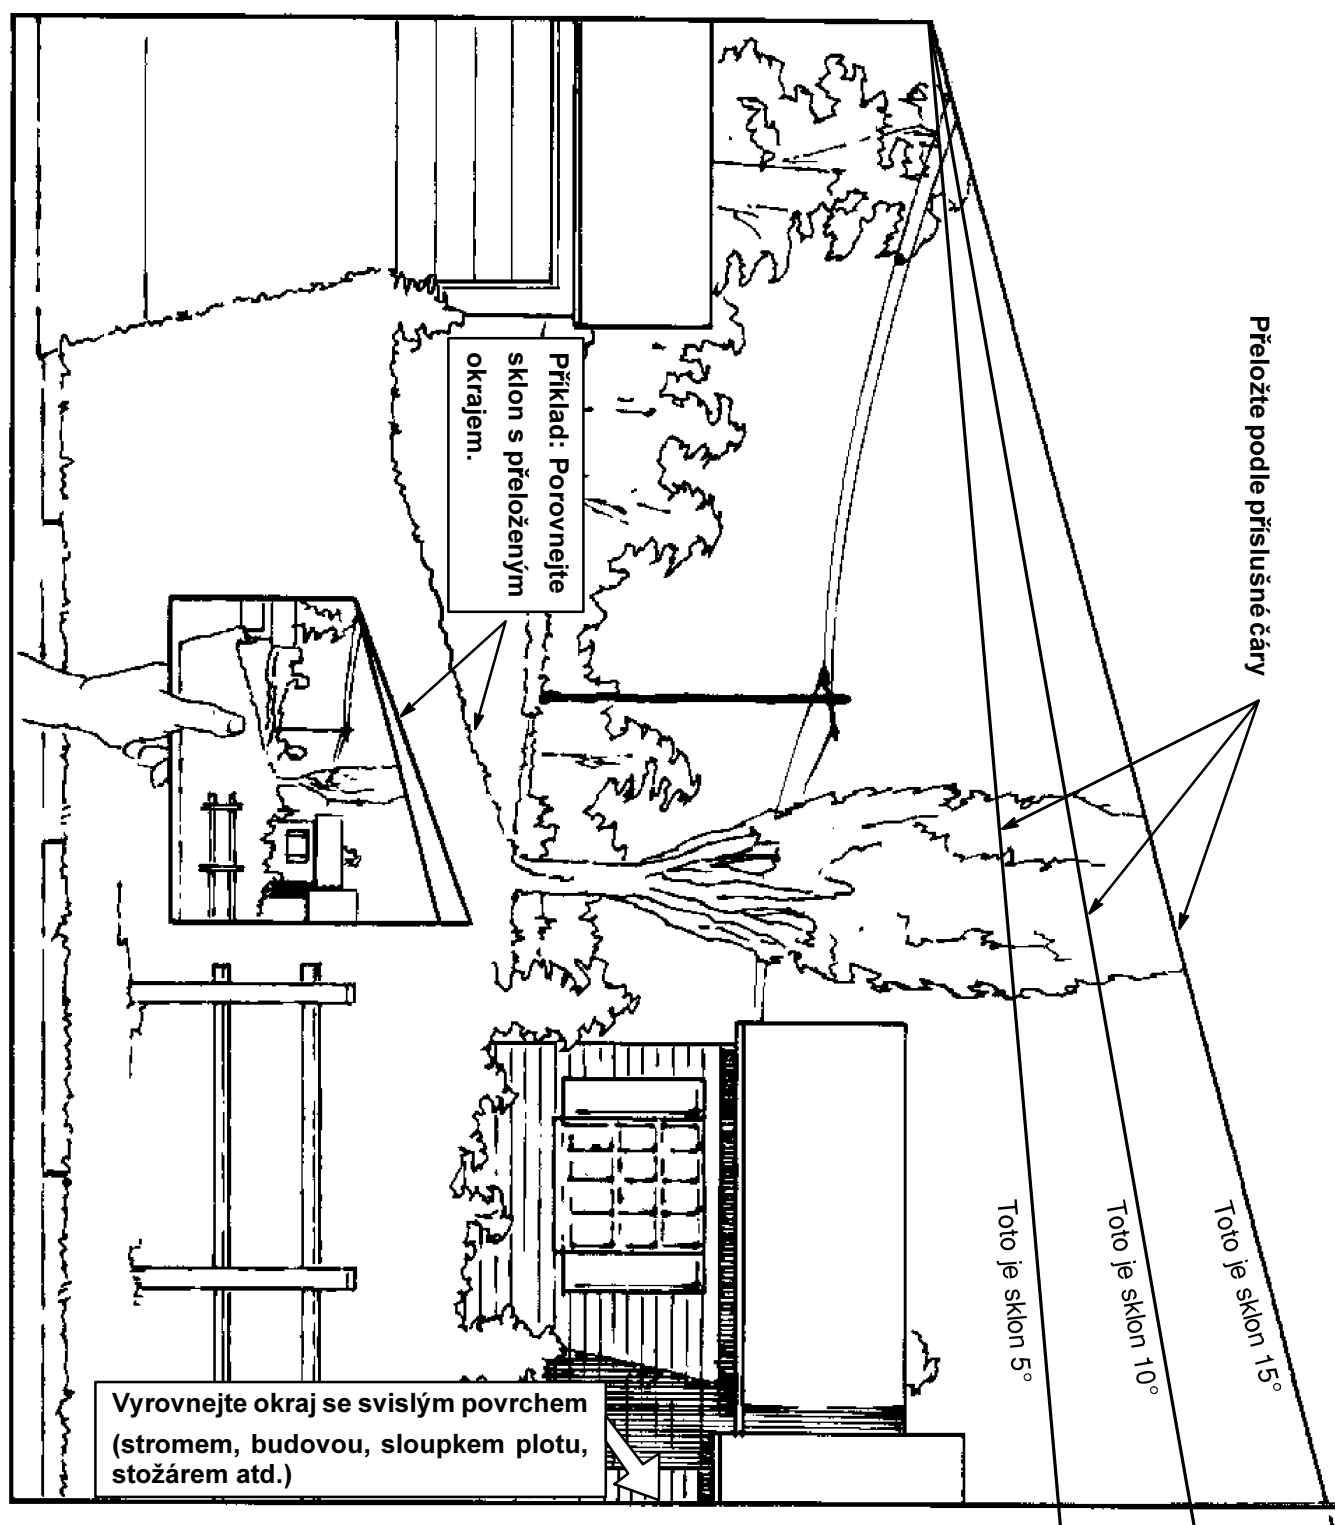 Přeložte podle příslušné čáry
Příklad: Porovnejte
sklon s přeloženým
okrajem.
Toto je sklon 15°
Toto je sklon 10°
Toto je sklon 5°
Vyrovnejte okraj se svislým povrchem
(stromem, budovou, sloupkem plotu,
stožárem atd.)